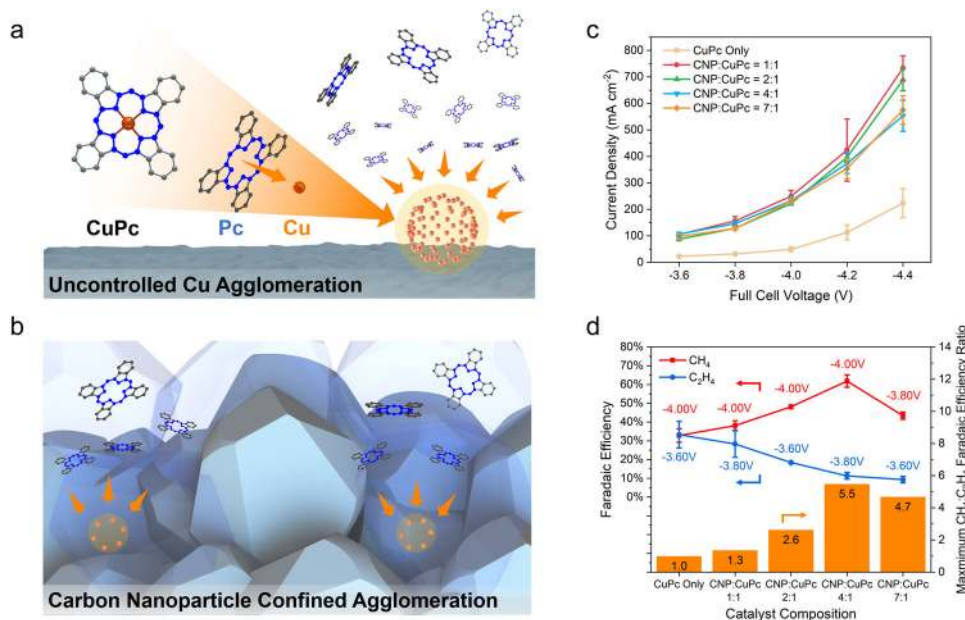 a
CuPc
Pc
Cu
Uncontrolled Cu Agglomeration
b
Carbon Nanoparticle Confined Agglomeration
c
CuPc Only
CNP:CuPc = 1:1
CNP:CuPc = 2:1
CNP:CuPc = 4:1
CNP:CuPc = 7:1
Current Density (mA cm⁻²)
800
700
600
500
400
300
200
100
0
-3.6 -3.8 -4.0 -4.2 -4.4
Full Cell Voltage (V)
d
CH₄
C₂H₄
Faradaic Efficiency
80%
70%
60%
50%
40%
30%
20%
10%
0%
-4.00V -4.00V -4.00V -4.00V -3.80V
-3.60V -3.80V -3.60V -3.80V -3.60V
1.0 1.3 2.6 5.5 4.7
14
12
10
8
6
4
2
0
Maxmimum CH₄:C₂H₄ Faradaic Efficiency Ratio
CuPc Only CNP:CuPc CNP:CuPc CNP:CuPc CNP:CuPc
1:1 2:1 4:1 7:1
Catalyst Composition